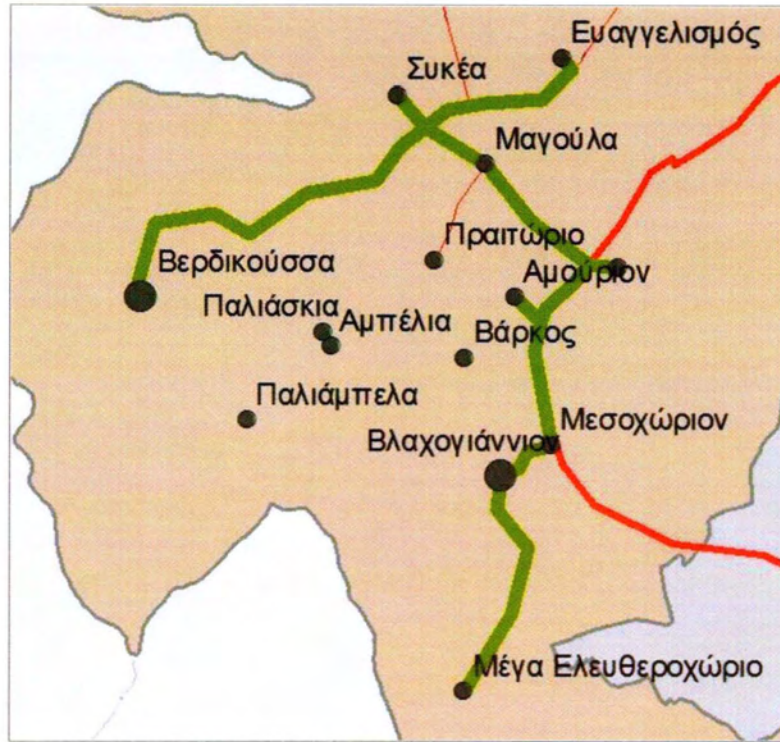 Ευαγγελισμός
Συκέα
Μαγούλα
Πραιτώριο
Βερδικούσσα
Αμούριον
Παλιάσκια
Αμπέλια
Βάρκος
Παλιάμπελα
Μεσοχώριον
Βλαχογιάννιον
Μέγα Ελευθεροχώριο